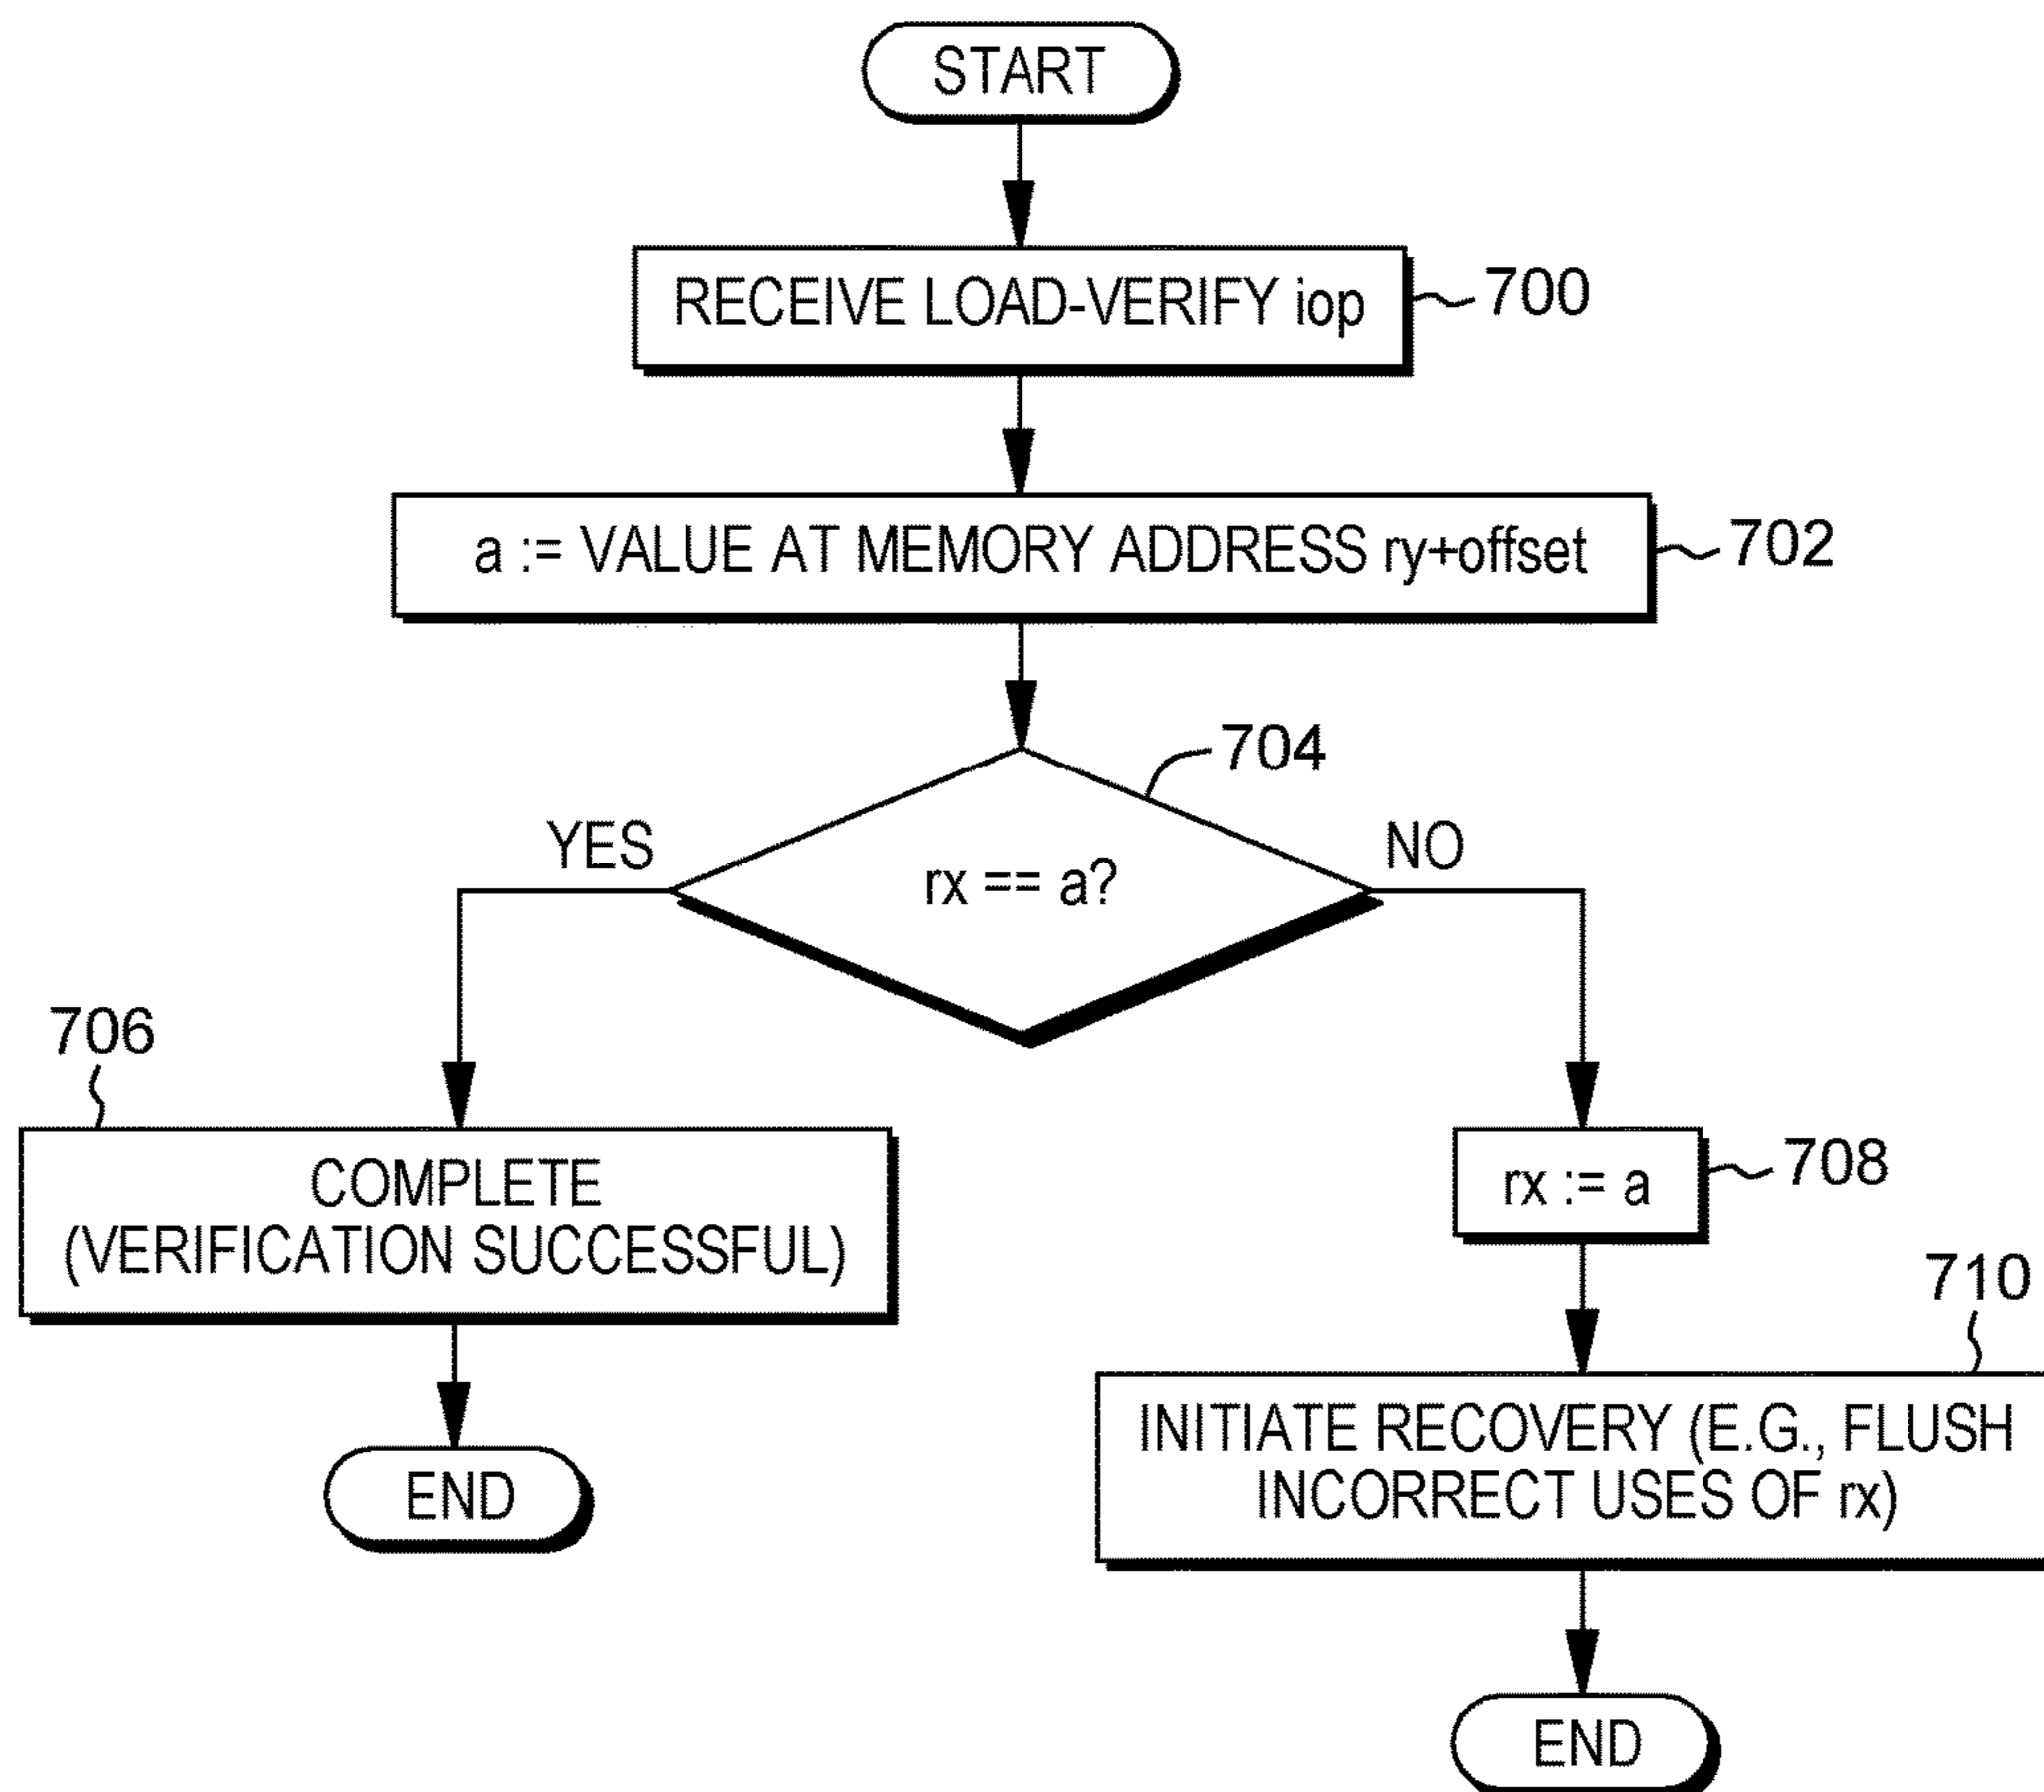 START
RECEIVE LOAD-VERIFY iop
700
a := VALUE AT MEMORY ADDRESS ry+offset
702
704
YES
rx == a?
NO
706
COMPLETE
(VERIFICATION SUCCESSFUL)
END
rx := a
708
710
INITIATE RECOVERY (E.G., FLUSH
INCORRECT USES OF rx)
END